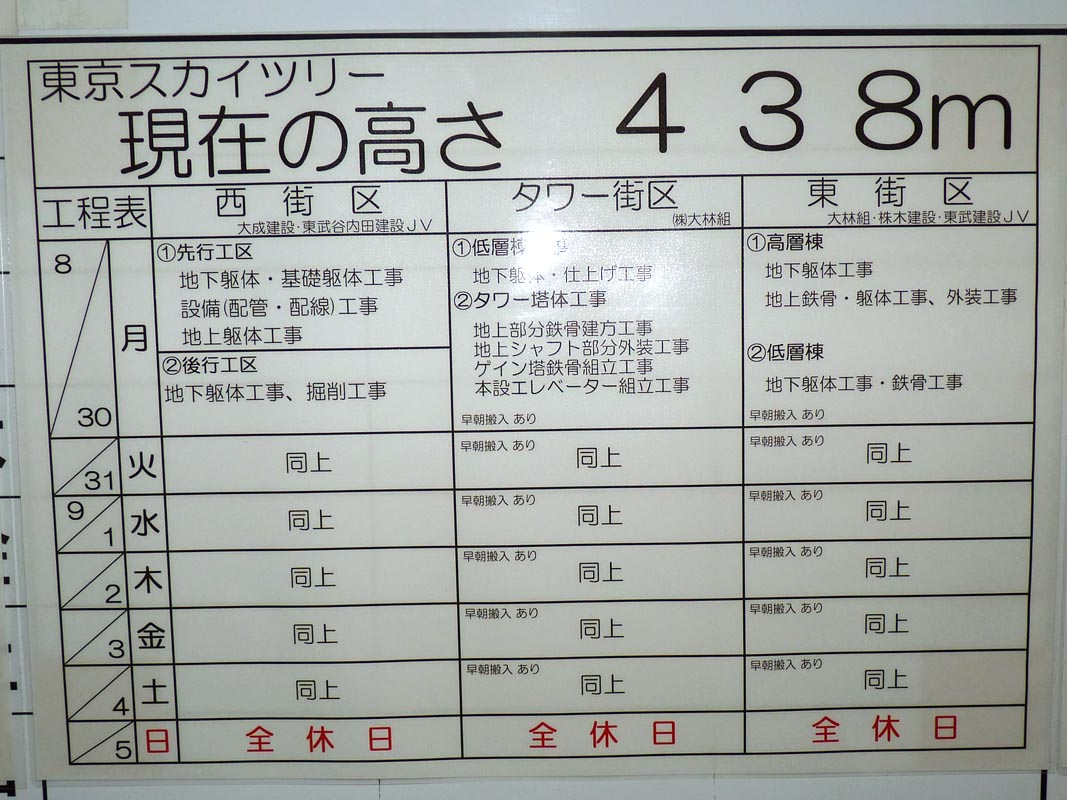 東京スカイツリー
現在の高さ 438m
工程表
西街区
大成建設・東武谷内田建設JV
タワー街区
㈱大林組
東街区
大林組・株木建設・東武建設JV
8
30
月
①先行工区
地下躯体・基礎躯体工事
設備(配管・配線)工事
地上躯体工事
②後行工区
地下躯体工事、掘削工事
①低層棟
地下躯体・仕上げ工事
②タワー塔体工事
地上部分鉄骨建方工事
地上シャフト部分外装工事
ゲイン塔鉄骨組立工事
本設エレベーター組立工事
早朝搬入 あり
①高層棟
地下躯体工事
地上鉄骨・躯体工事、外装工事
②低層棟
地下躯体工事・鉄骨工事
早朝搬入 あり
31
火
同上
早朝搬入 あり
同上
早朝搬入 あり
同上
9
1
水
同上
早朝搬入 あり
同上
早朝搬入 あり
同上
2
木
同上
早朝搬入 あり
同上
早朝搬入 あり
同上
3
金
同上
早朝搬入 あり
同上
早朝搬入 あり
同上
4
土
同上
早朝搬入 あり
同上
早朝搬入 あり
同上
5
日
全休日
全休日
全休日